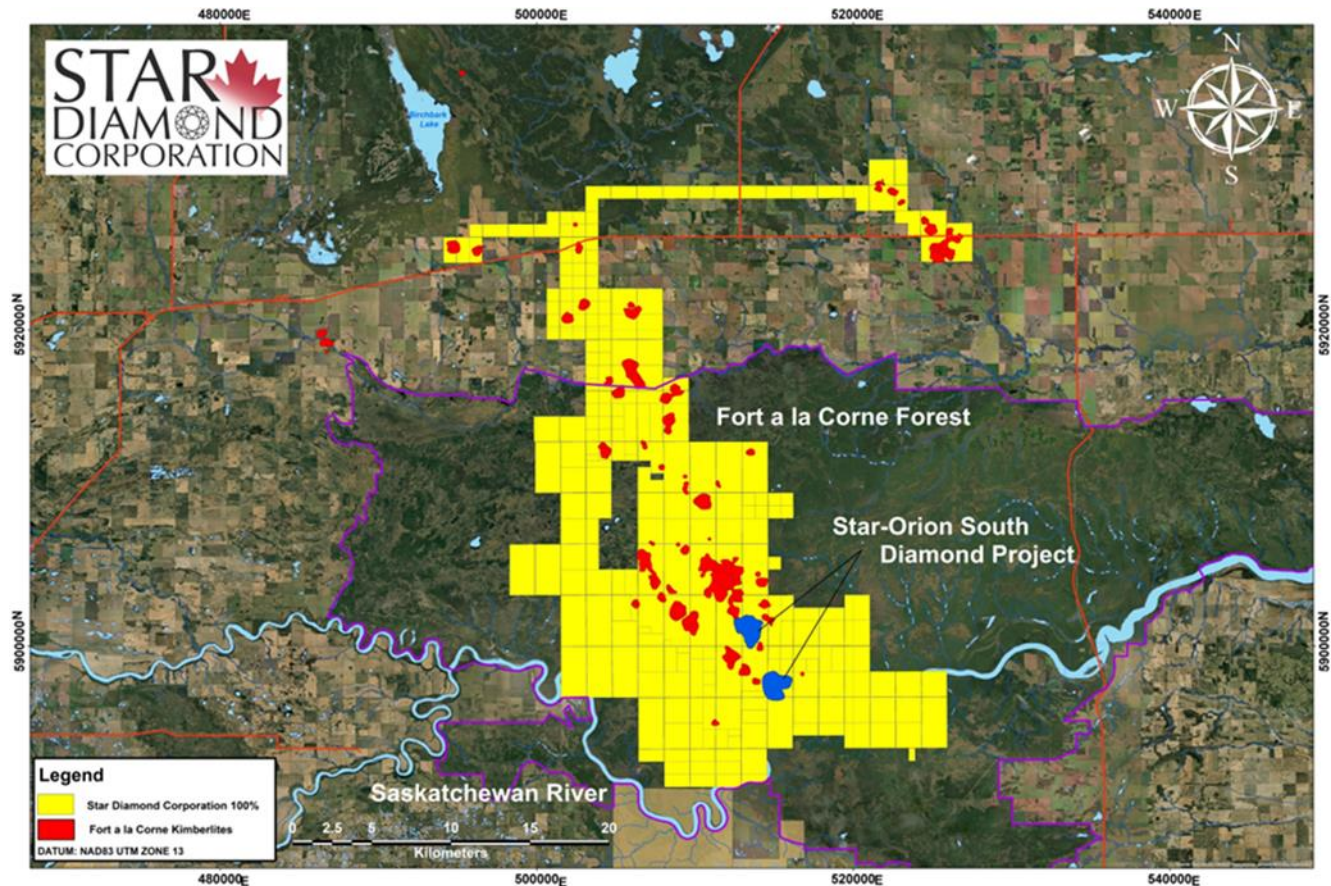 480000E 500000E 520000E 540000E
STAR
DIAMOND
CORPORATION
N
W E
S
Birchbark
Lake
5920000N 5920000N
Fort a la Corne Forest
Star-Orion South
Diamond Project
5900000N 5900000N
Legend
Star Diamond Corporation 100%
Fort a la Corne Kimberlites
DATUM: NAD83 UTM ZONE 13
Saskatchewan River
0 2.5 5 10 15 20
Kilometers
480000E 500000E 520000E 540000E